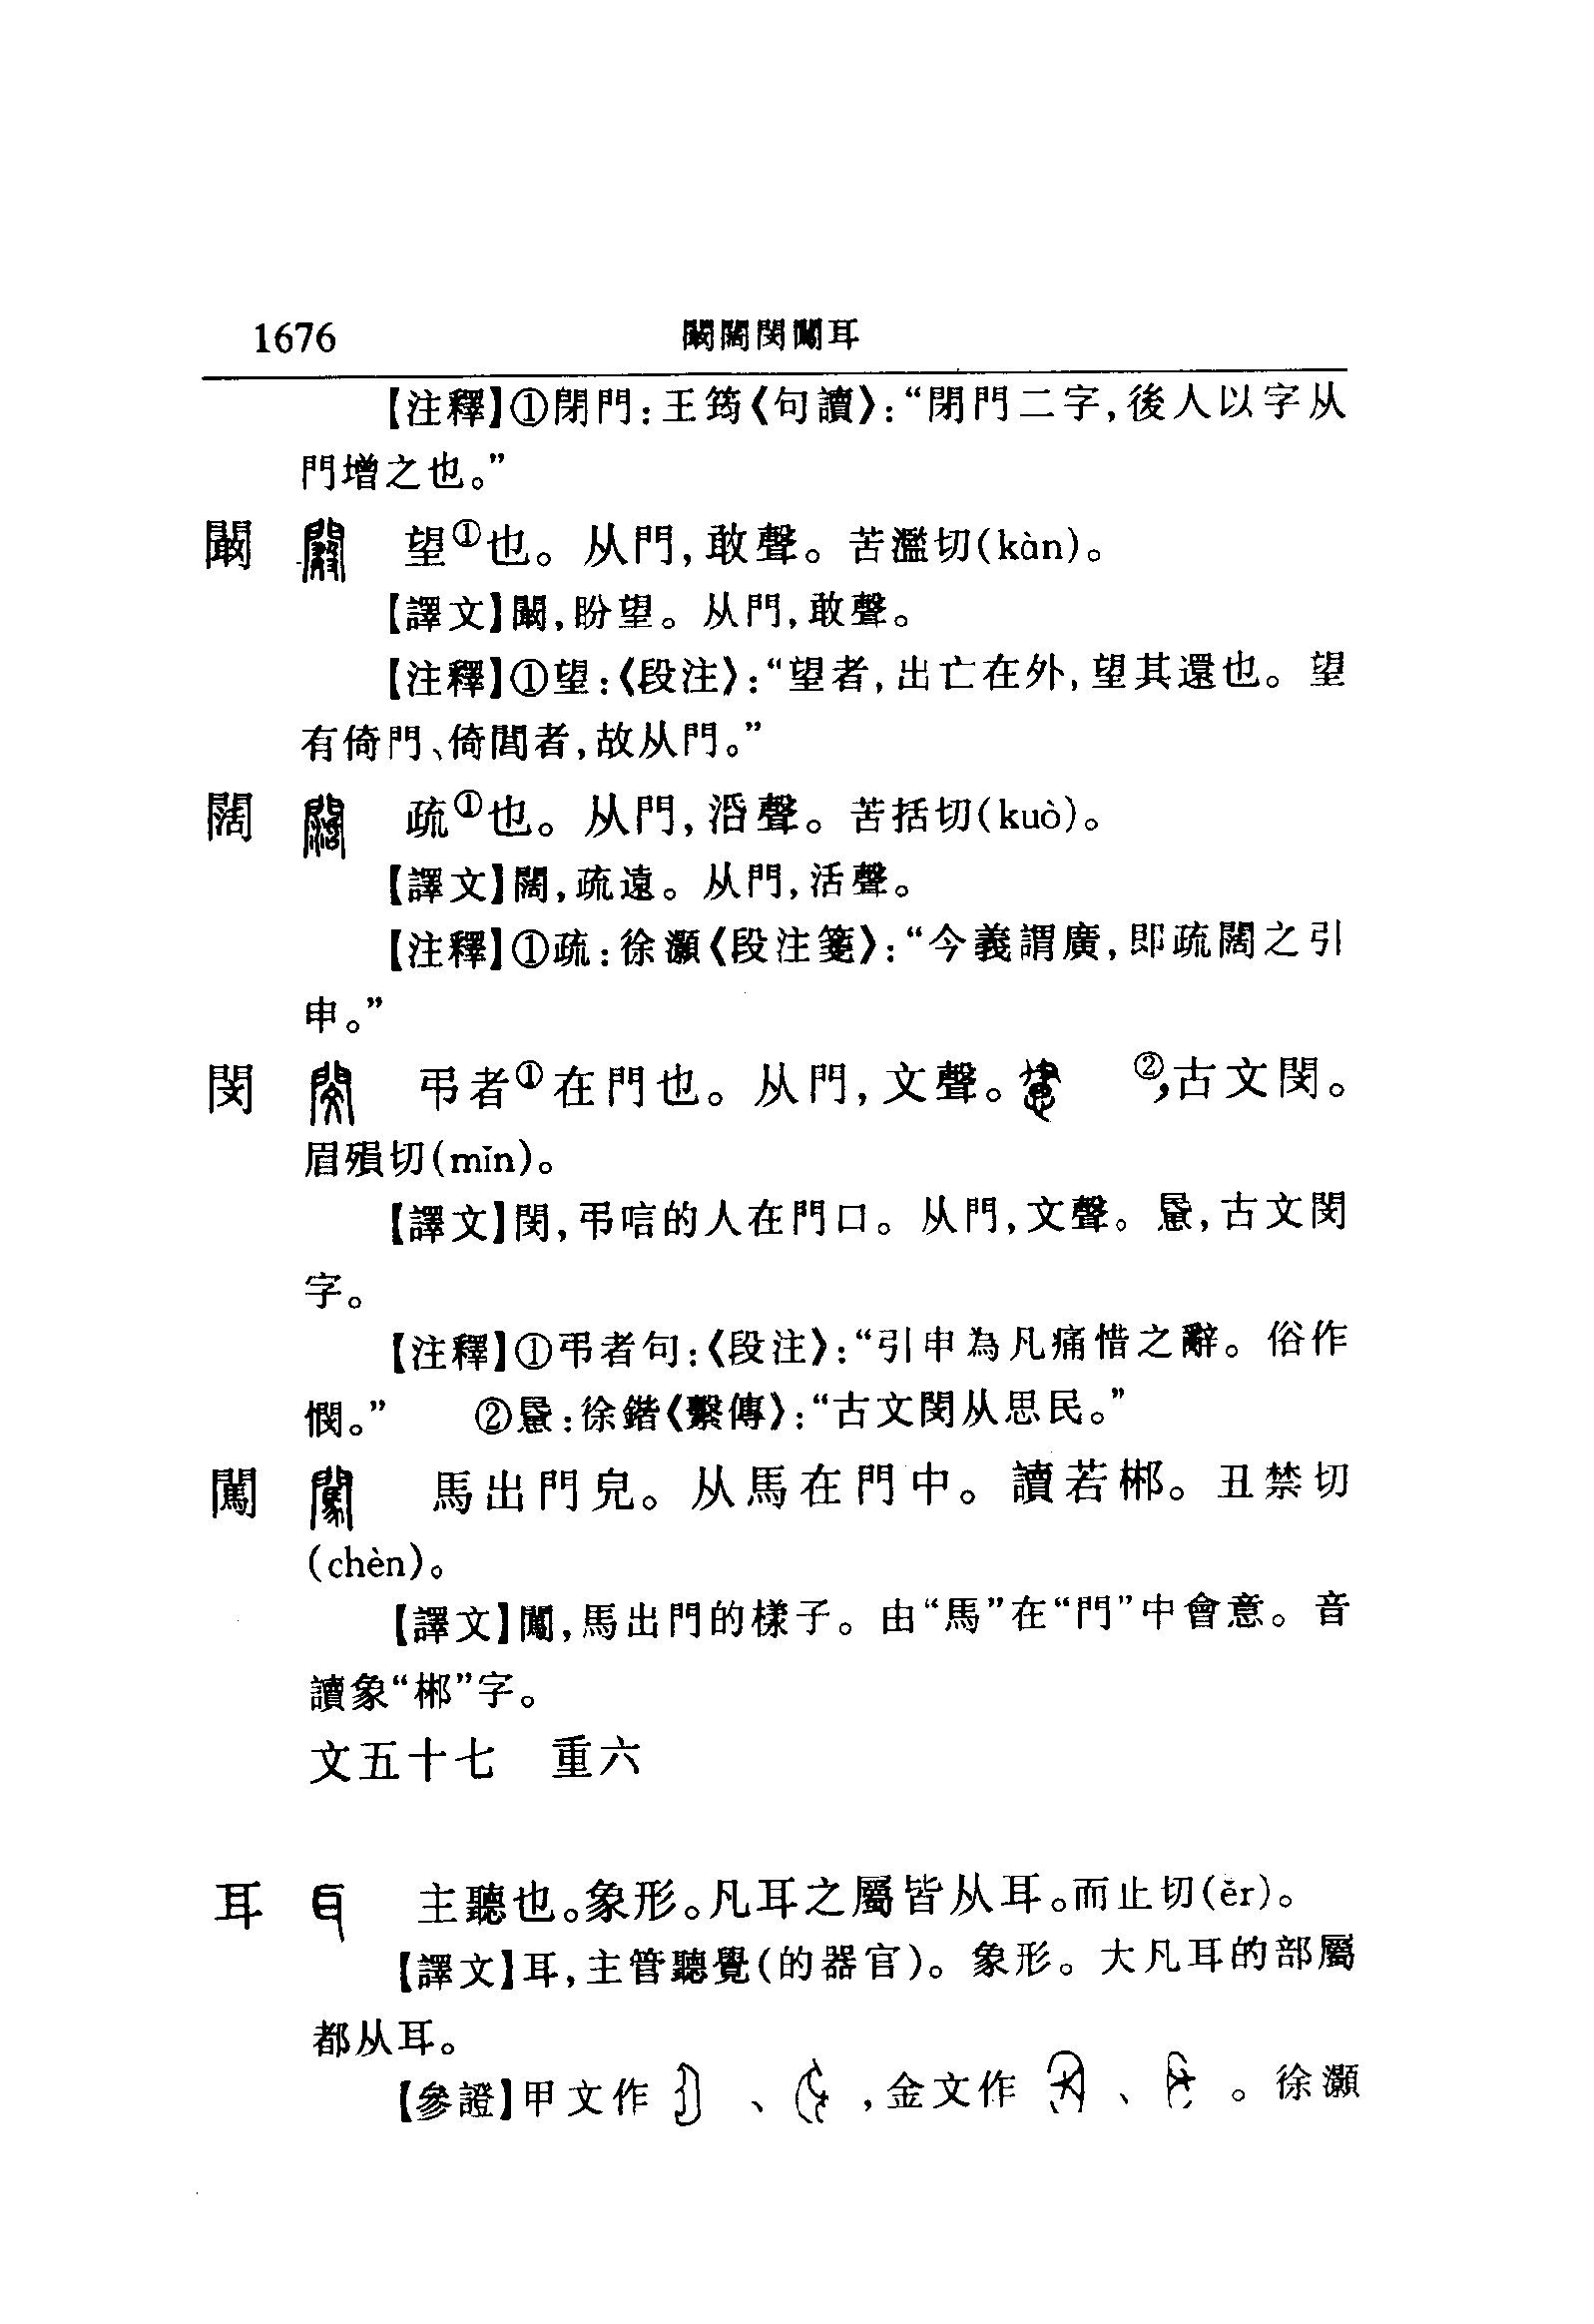 1676 闞闊閔闖耳
【注釋】①閉門:王筠《句讀》:“閉門二字,後人以字从
門增之也。”
闞 望①也。从門,敢聲。苦濫切(kàn)。
【譯文】闞,盼望。从門,敢聲。
【注釋】①望:《段注》:“望者,出亡在外,望其還也。望
有倚門、倚閭者,故从門。”
闊 疏①也。从門,𣴠聲。苦括切(kuò)。
【譯文】闊,疏遠。从門,活聲。
【注釋】①疏:徐灝《段注箋》:“今義謂廣,即疏闊之引
申。”
閔 弔者①在門也。从門,文聲。 ②,古文閔。
眉殞切(mǐn)。
【譯文】閔,弔唁的人在門口。从門,文聲。㥸,古文閔
字。
【注釋】①弔者句:《段注》:“引申為凡痛惜之辭。俗作
憫。” ②㥸:徐鍇《繫傳》:“古文閔从思民。”
闖 馬出門皃。从馬在門中。讀若郴。丑禁切
(chèn)。
【譯文】闖,馬出門的樣子。由“馬”在“門”中會意。音
讀象“郴”字。
文五十七 重六
耳 主聽也。象形。凡耳之屬皆从耳。而止切(ěr)。
【譯文】耳,主管聽覺(的器官)。象形。大凡耳的部屬
都从耳。
【參證】甲文作 、 ,金文作 、 。徐灝